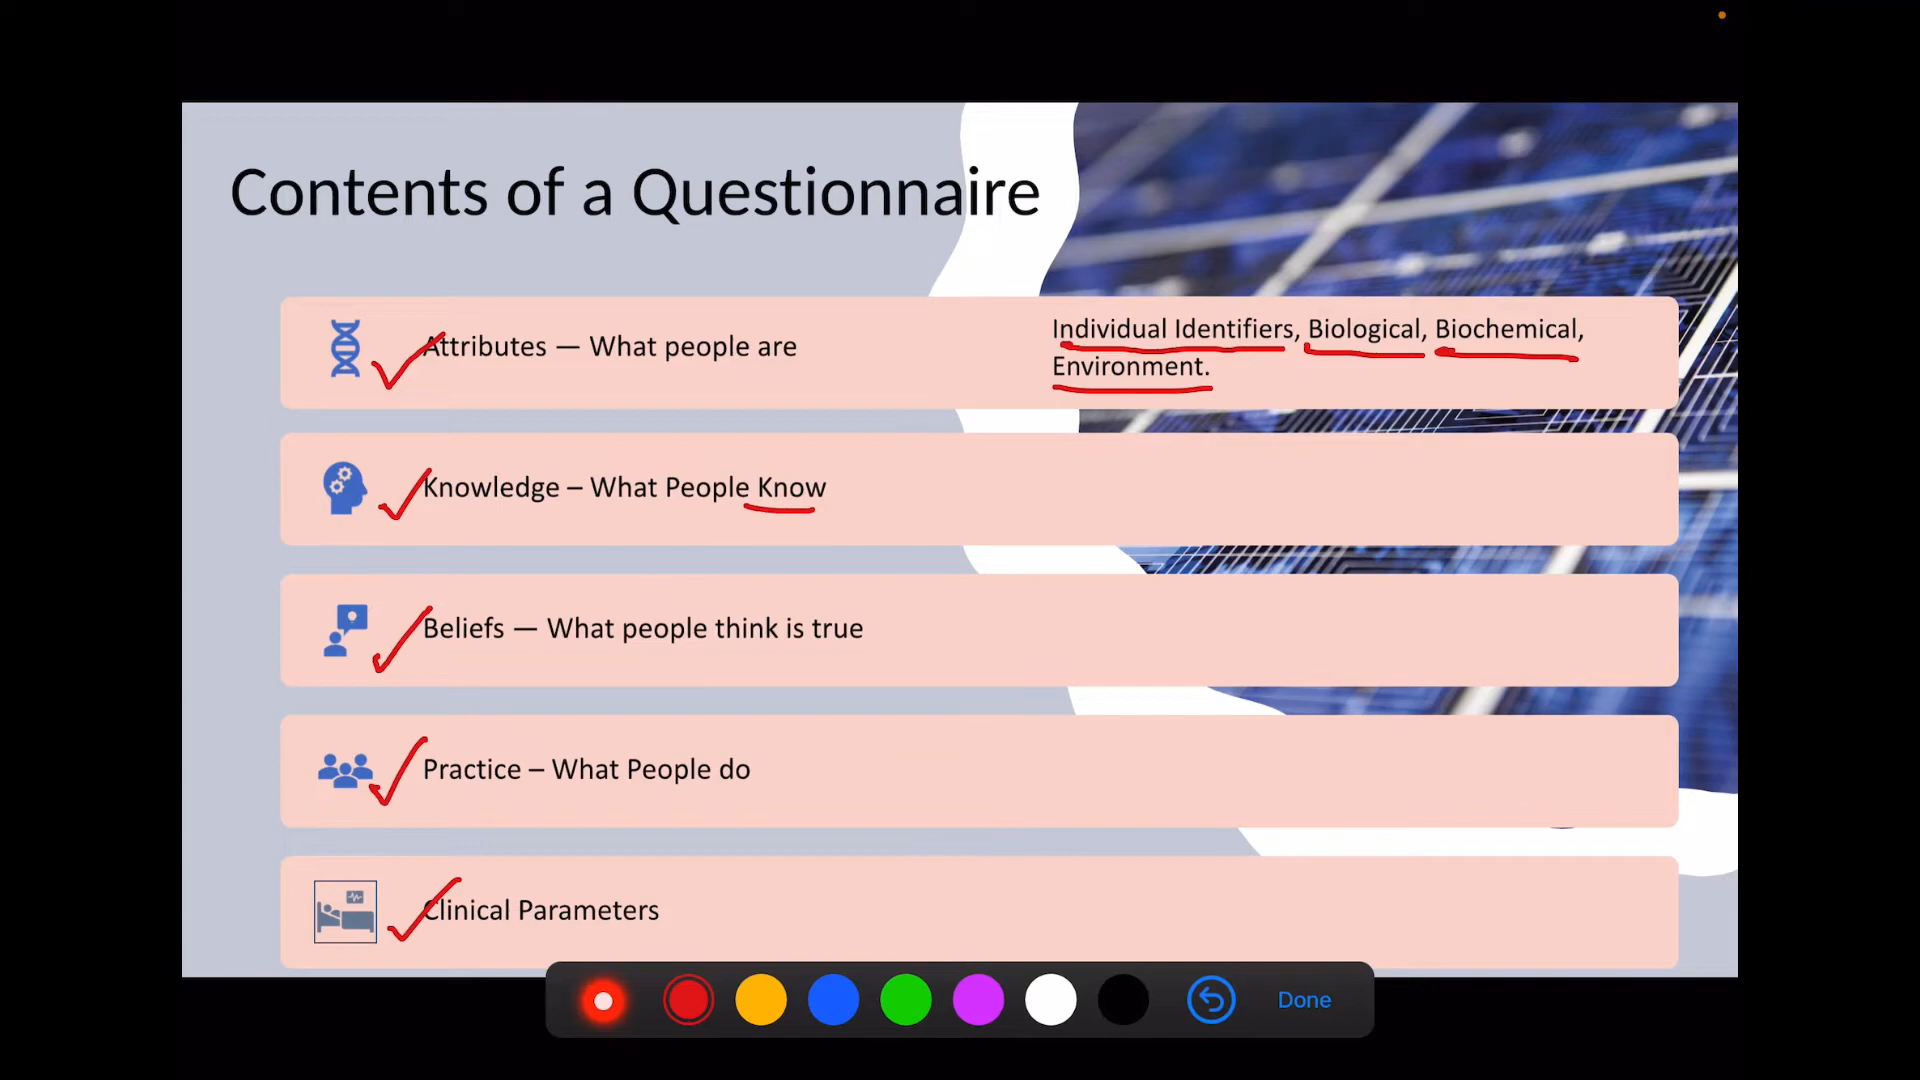 Contents of a Questionnaire
Attributes — What people are
Individual Identifiers, Biological, Biochemical,
Environment.
Knowledge – What People Know
Beliefs — What people think is true
Practice – What People do
Clinical Parameters
Done